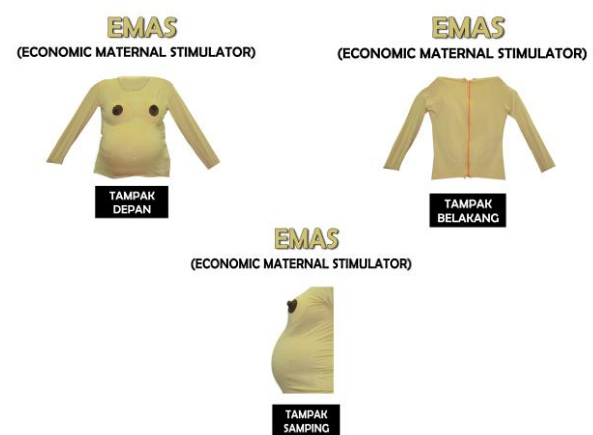 EMAS
(ECONOMIC MATERNAL STIMULATOR)
TAMPAK
DEPAN
EMAS
(ECONOMIC MATERNAL STIMULATOR)
TAMPAK
BELAKANG
EMAS
(ECONOMIC MATERNAL STIMULATOR)
TAMPAK
SAMPING